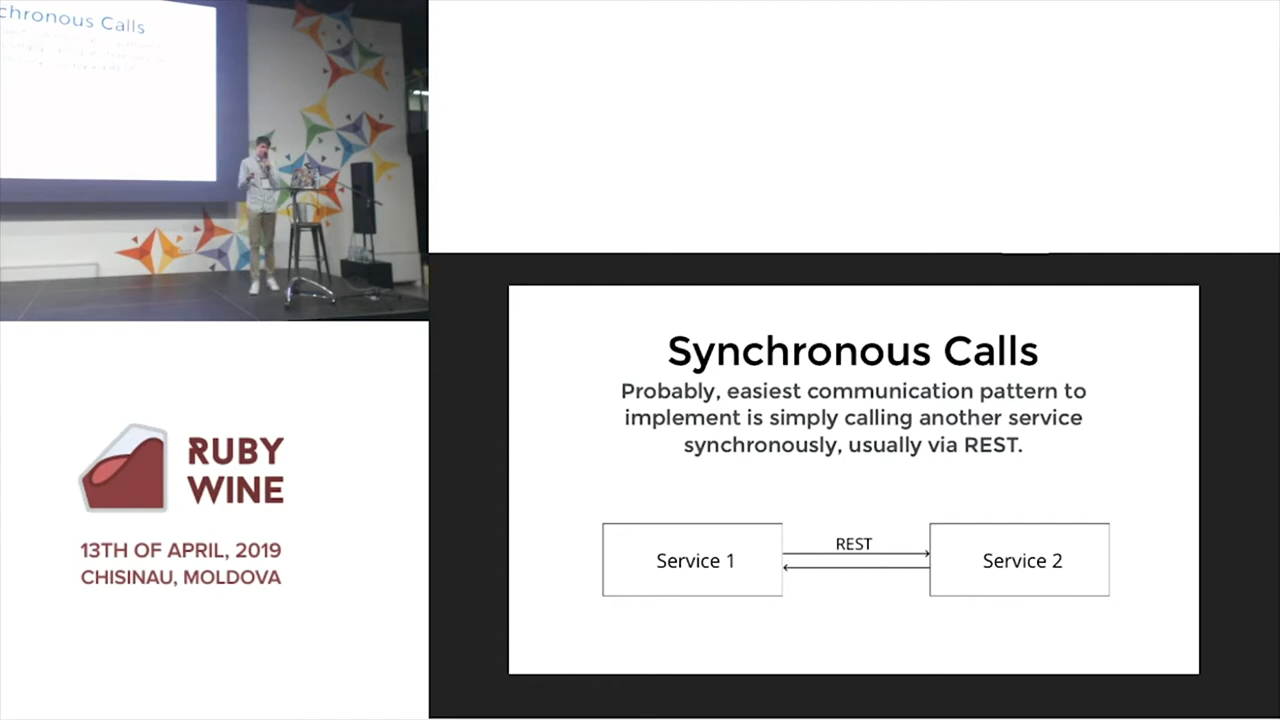 chronous Calls
RUBY
WINE
13TH OF APRIL, 2019
CHISINAU, MOLDOVA
Synchronous Calls
Probably, easiest communication pattern to
implement is simply calling another service
synchronously, usually via REST.
Service 1
REST
Service 2